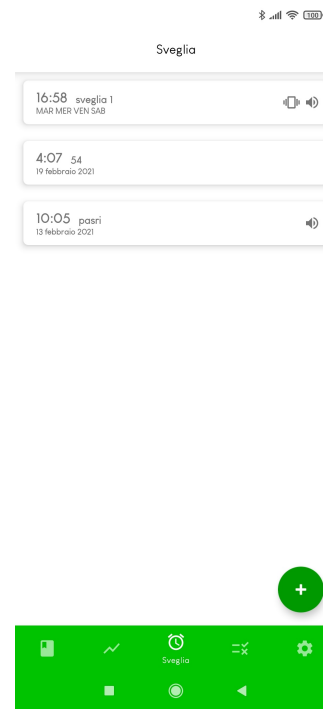 100
Sveglia
16:58 sveglia 1
MAR MER VEN SAB
4:07 54
19 febbraio 2021
10:05 pasri
13 febbraio 2021
Sveglia